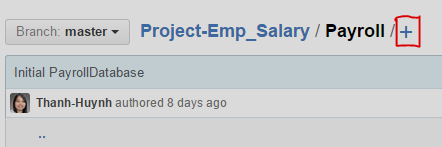 Branch: master Project-Emp_Salary / Payroll / +
Initial PayrollDatabase
Thanh-Huynh authored 8 days ago
..